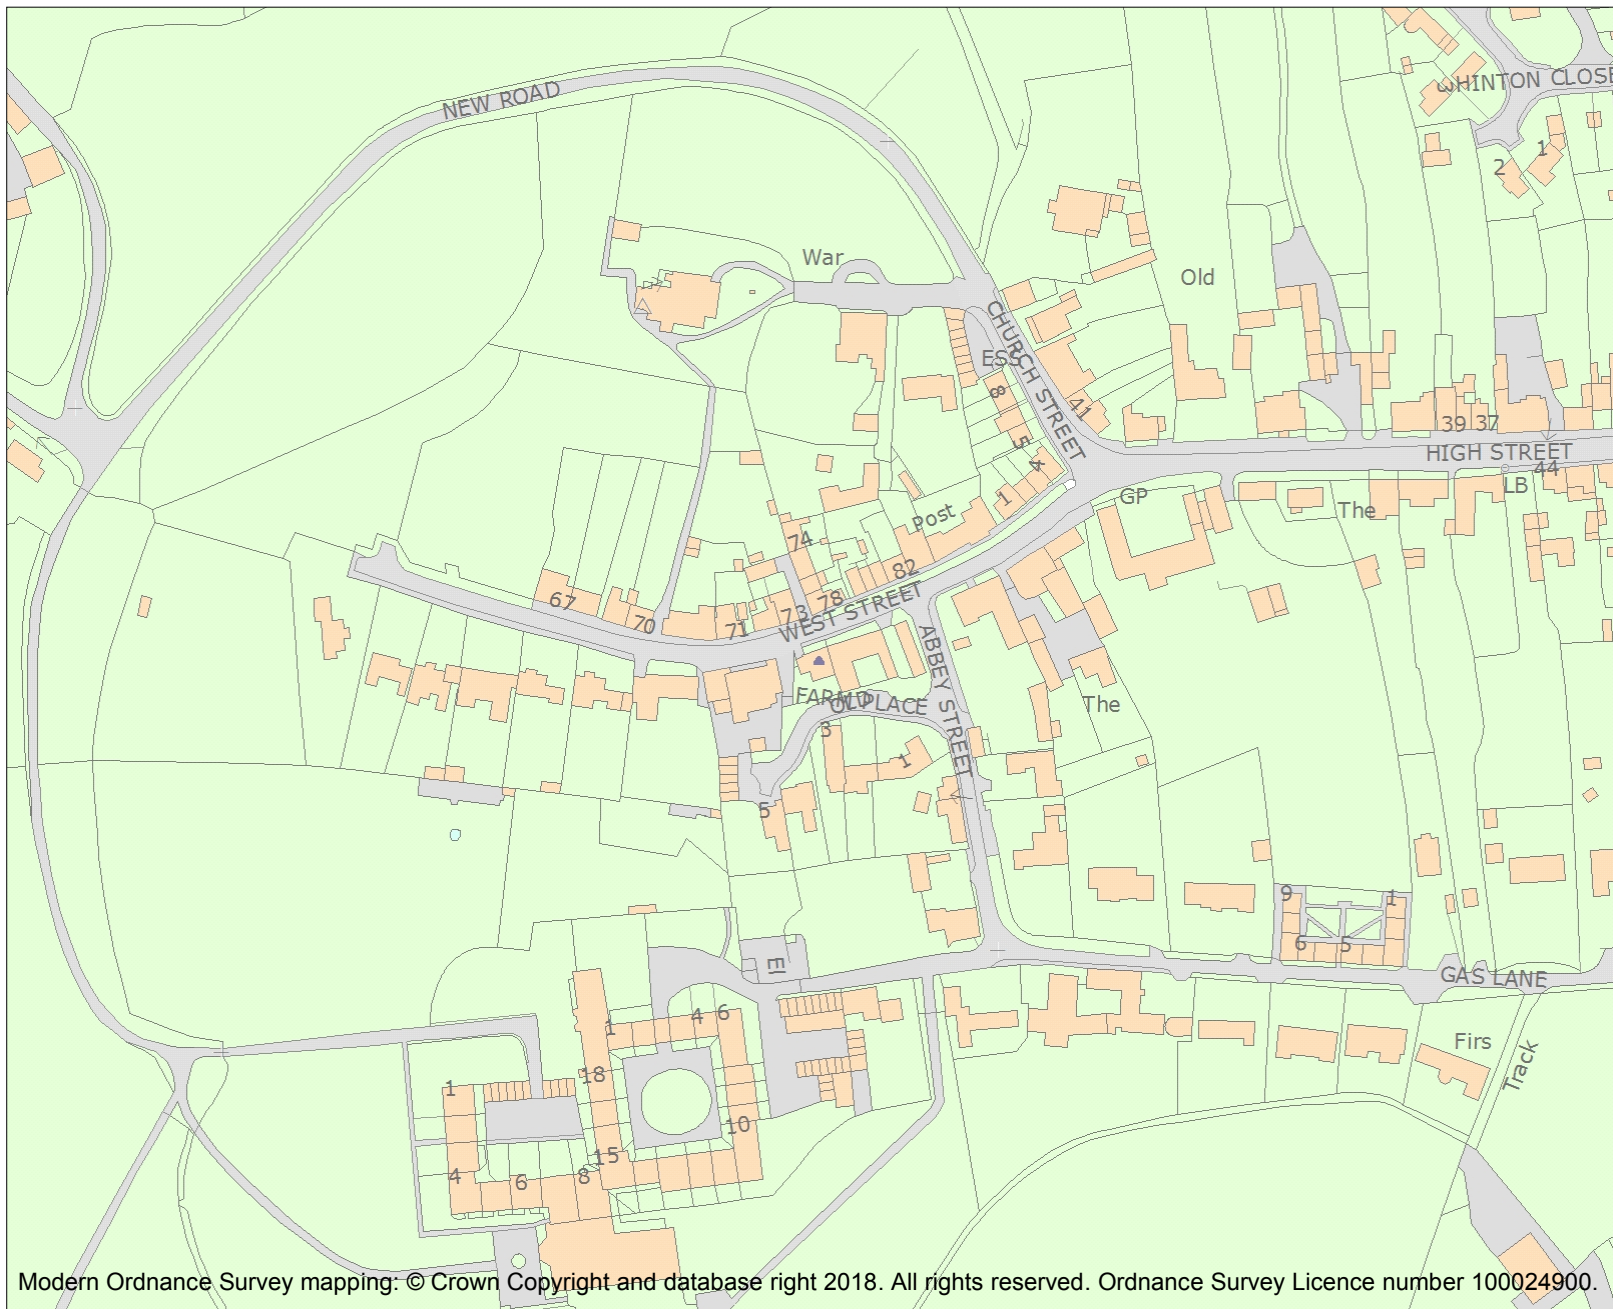 HINTON CLOSE
NEW ROAD
1
2
War
Old
CHURCH STREET
ESS
8
41
39 37
5
HIGH STREET
4
44
LB
1
GP
Post
The
74
82
67
78
73
70
71
WEST STREET
ABBEY STREET
FARM
OLD PLACE
The
3
1
5
9
1
6
5
El
GAS LANE
1
4
6
Firs
Track
18
1
10
15
4
6
8
Modern Ordnance Survey mapping: © Crown Copyright and database right 2018. All rights reserved. Ordnance Survey Licence number 100024900.